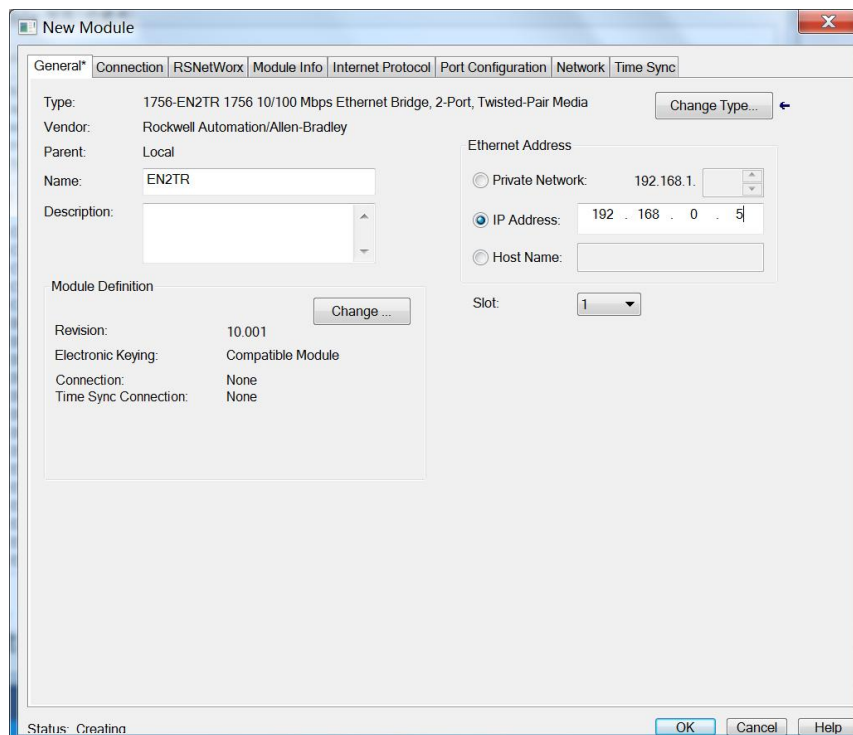 New Module
General* Connection RSNetWorx Module Info Internet Protocol Port Configuration Network Time Sync
Type: 1756-EN2TR 1756 10/100 Mbps Ethernet Bridge, 2-Port, Twisted-Pair Media
Change Type...
Vendor: Rockwell Automation/Allen-Bradley
Parent: Local
Name: EN2TR
Description:
Ethernet Address
Private Network: 192.168.1.
IP Address: 192 . 168 . 0 . 5
Host Name:
Module Definition
Change ...
Revision: 10.001
Electronic Keying: Compatible Module
Connection: None
Time Sync Connection: None
Slot: 1
Status: Creating
OK Cancel Help